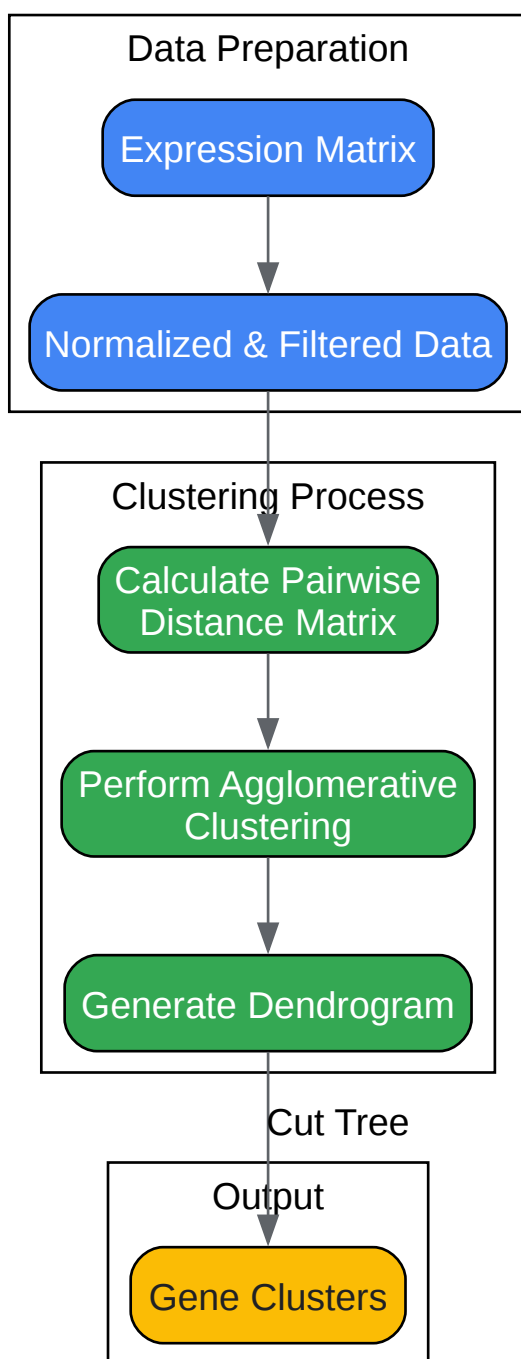 Data Preparation
Expression Matrix
Normalized & Filtered Data
Clustering Process
Calculate Pairwise
Distance Matrix
Perform Agglomerative
Clustering
Generate Dendrogram
Cut Tree
Output
Gene Clusters